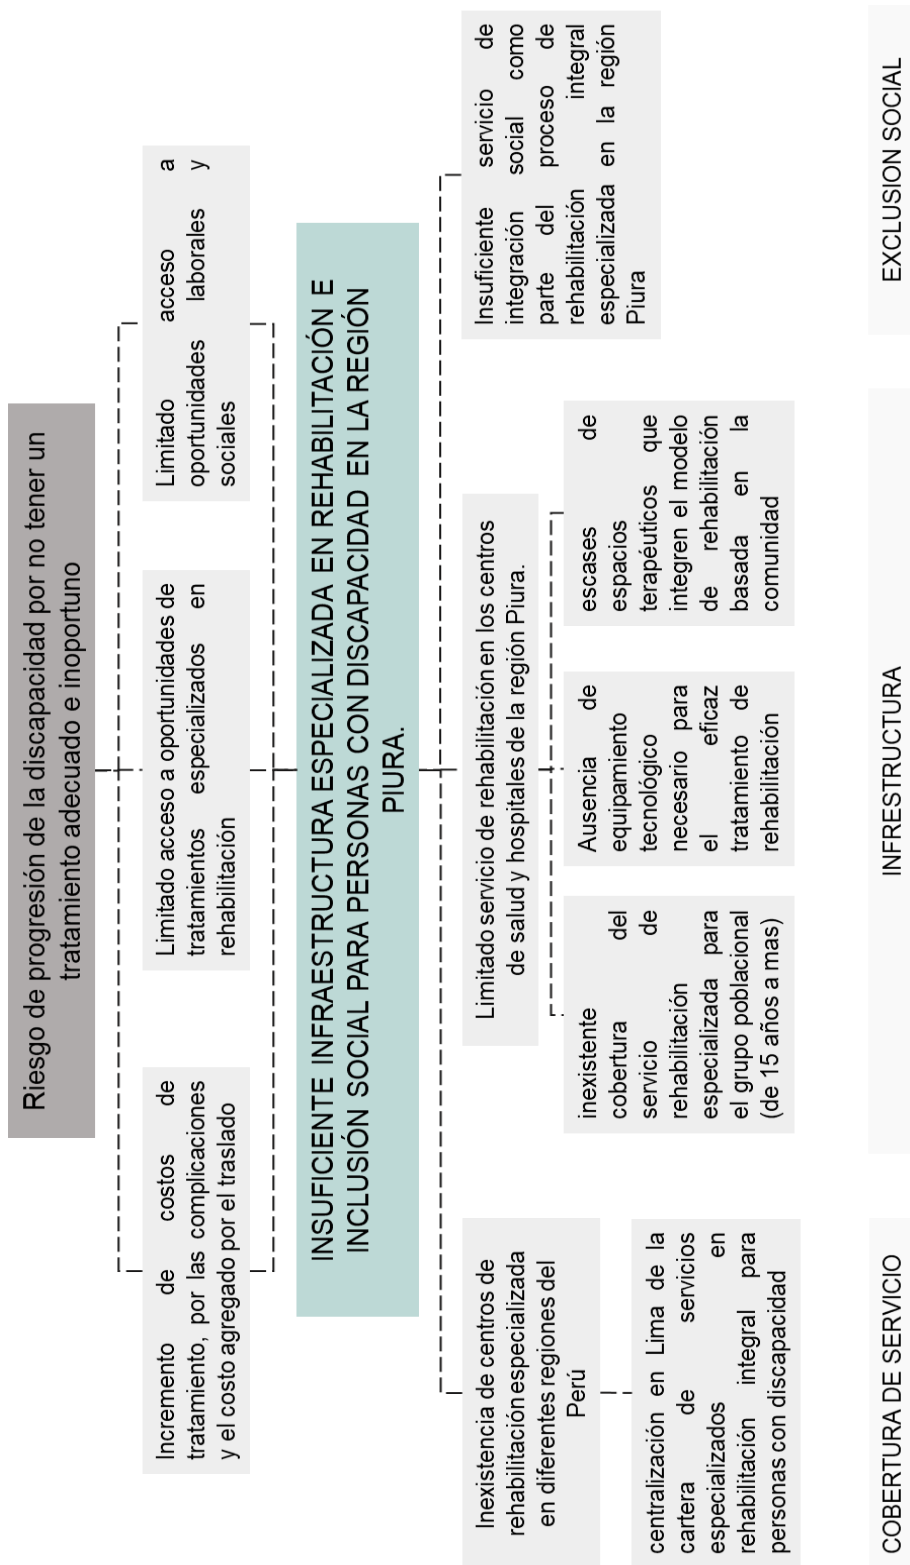 Riesgo de progresión de la discapacidad por no tener un
tratamiento adecuado e inoportuno
Incremento de costos de
tratamiento, por las complicaciones
y el costo agregado por el traslado
Limitado acceso a oportunidades de
tratamientos especializados en
rehabilitación
Limitado acceso a
oportunidades laborales y
sociales
INSUFICIENTE INFRAESTRUCTURA ESPECIALIZADA EN REHABILITACIÓN E
INCLUSIÓN SOCIAL PARA PERSONAS CON DISCAPACIDAD EN LA REGIÓN
PIURA.
Inexistencia de centros de
rehabilitación especializada
en diferentes regiones del
Perú
centralización en Lima de la
cartera de servicios
especializados en
rehabilitación integral para
personas con discapacidad
Limitado servicio de rehabilitación en los centros
de salud y hospitales de la región Piura.
inexistente
cobertura del
servicio de
rehabilitación
especializada para
el grupo poblacional
(de 15 años a mas)
Ausencia de
equipamiento
tecnológico
necesario para
el eficaz
tratamiento de
rehabilitación
escases de
espacios
terapéuticos que
integren el modelo
de rehabilitación
basada en la
comunidad
Insuficiente servicio de
integración social como
parte del proceso de
rehabilitación integral
especializada en la región
Piura
COBERTURA DE SERVICIO
INFRESTRUCTURA
EXCLUSION SOCIAL